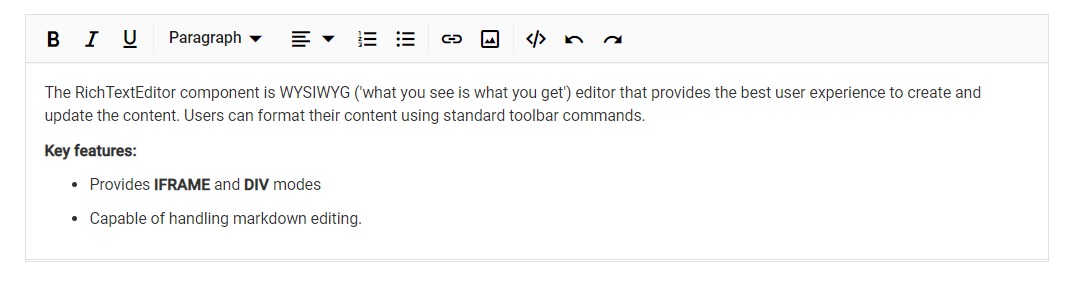 B I U Paragraph
The RichTextEditor component is WYSIWYG ('what you see is what you get') editor that provides the best user experience to create and
update the content. Users can format their content using standard toolbar commands.
Key features:
• Provides IFRAME and DIV modes
• Capable of handling markdown editing.